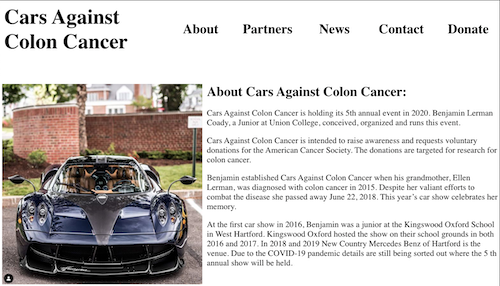 Cars Against
Colon Cancer
About
Partners
News
Contact
Donate
About Cars Against Colon Cancer:
Cars Against Colon Cancer is holding its 5th annual event in 2020. Benjamin Lerman
Coady, a Junior at Union College, conceived, organized and runs this event.
Cars Against Colon Cancer is intended to raise awareness and requests voluntary
donations for the American Cancer Society. The donations are targeted for research for
colon cancer.
Benjamin established Cars Against Colon Cancer when his grandmother, Ellen
Lerman, was diagnosed with colon cancer in 2015. Despite her valiant efforts to
combat the disease she passed away June 22, 2018. This year's car show celebrates her
memory.
At the first car show in 2016, Benjamin was a junior at the Kingswood Oxford School
in West Hartford. Kingswood Oxford hosted the show on their school grounds in both
2016 and 2017. In 2018 and 2019 New Country Mercedes Benz of Hartford is the
venue. Due to the COVID-19 pandemic details are still being sorted out where the 5 th
annual show will be held.